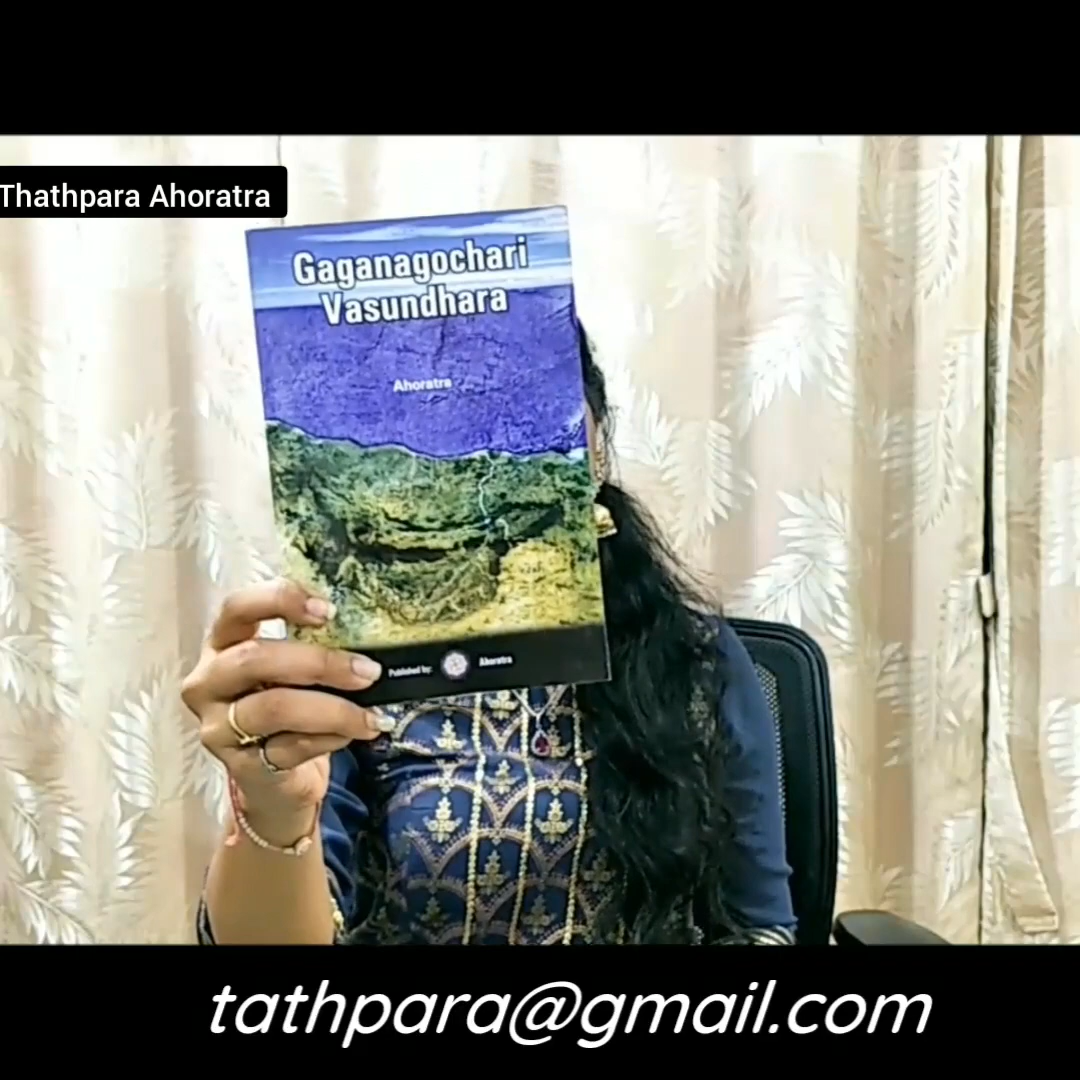 Thathpara Ahoratra
Gaganagochari
Vasundhara
Ahoratra
Published by: Ahoratra
tathpara@gmail.com